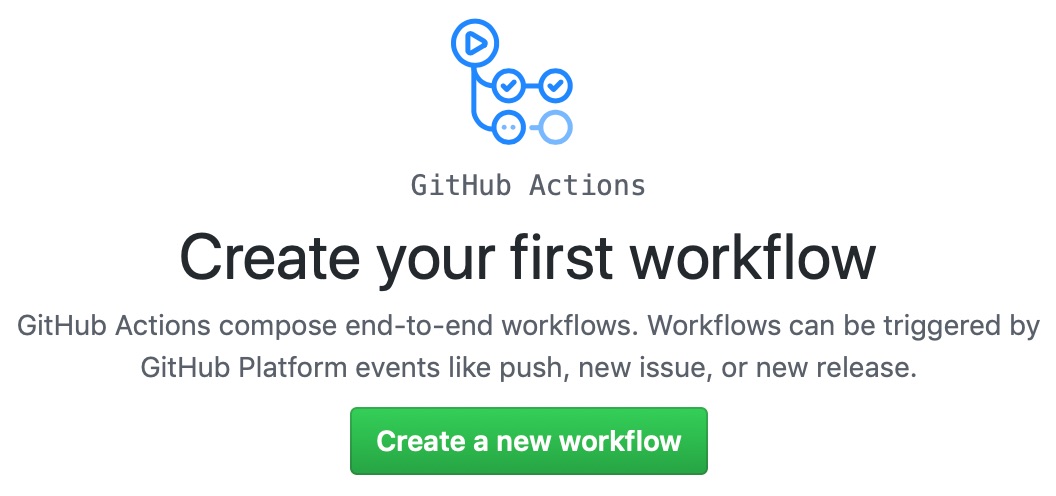 GitHub Actions
Create your first workflow
GitHub Actions compose end-to-end workflows. Workflows can be triggered by
GitHub Platform events like push, new issue, or new release.
Create a new workflow